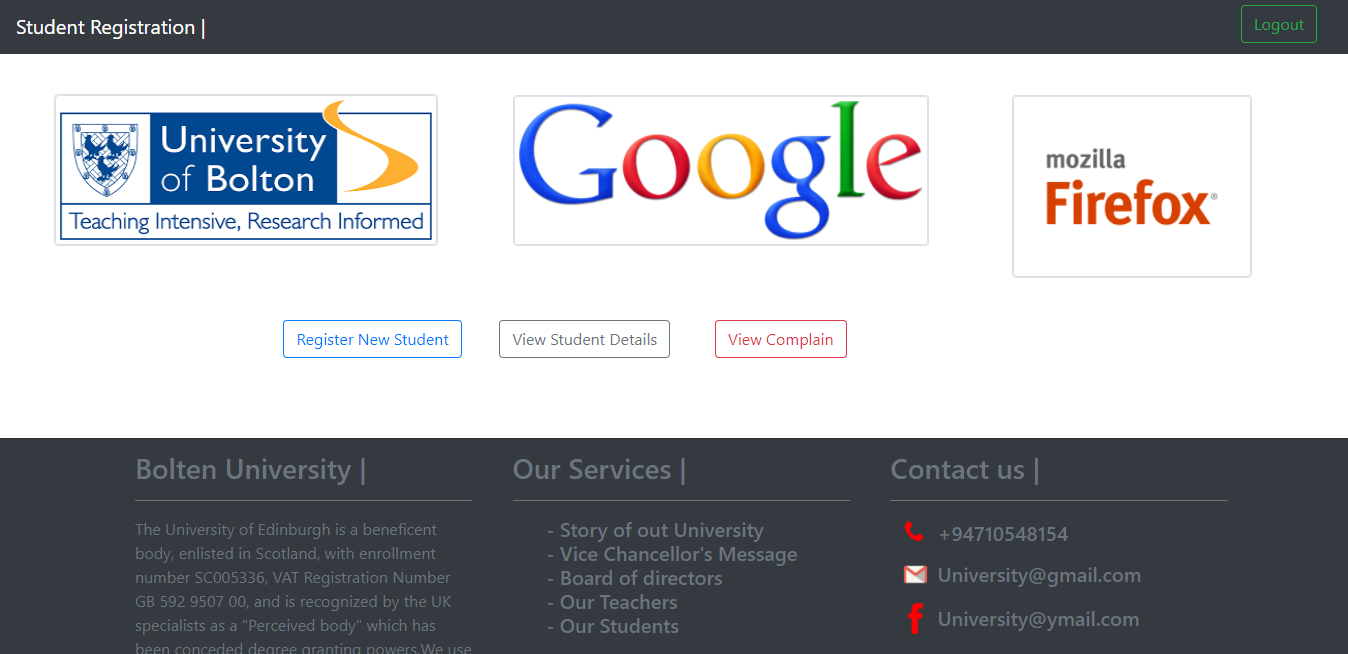 Student Registration |
Logout
University
of Bolton
Teaching Intensive, Research Informed
Google
mozilla
Firefox®
Register New Student
View Student Details
View Complain
Bolten University |
The University of Edinburgh is a beneficent
body, enlisted in Scotland, with enrollment
number SC005336, VAT Registration Number
GB 592 9507 00, and is recognized by the UK
specialists as a "Perceived body" which has
been conceded degree granting powers.We use
Our Services |
- Story of out University
- Vice Chancellor's Message
- Board of directors
- Our Teachers
- Our Students
Contact us |
+94710548154
University@gmail.com
University@ymail.com